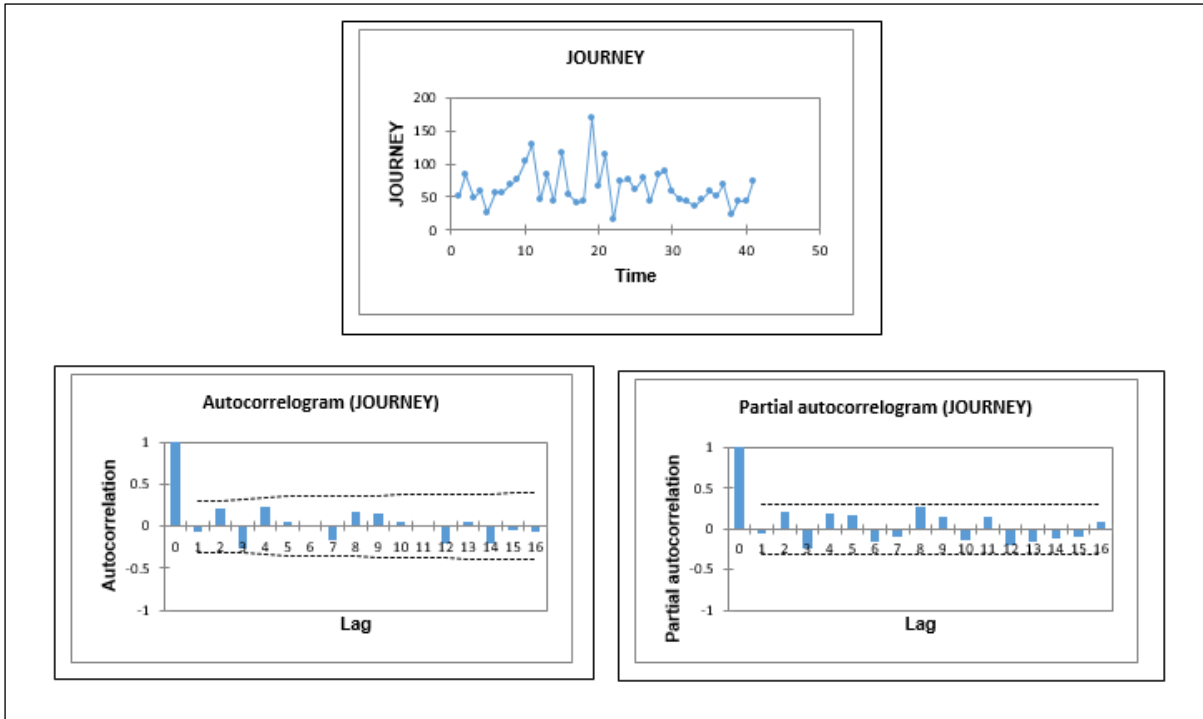 JOURNEY
200
150
100
50
0
JOURNEY
0 10 20 30 40 50
Time
Autocorrelogram (JOURNEY)
1
0.5
0
-0.5
-1
Autocorrelation
0 1 2 3 4 5 6 7 8 9 10 11 12 13 14 15 16
Lag
Partial autocorrelogram (JOURNEY)
1
0.5
0
-0.5
-1
Partial autocorrelation
0 1 2 3 4 5 6 7 8 9 10 11 12 13 14 15 16
Lag